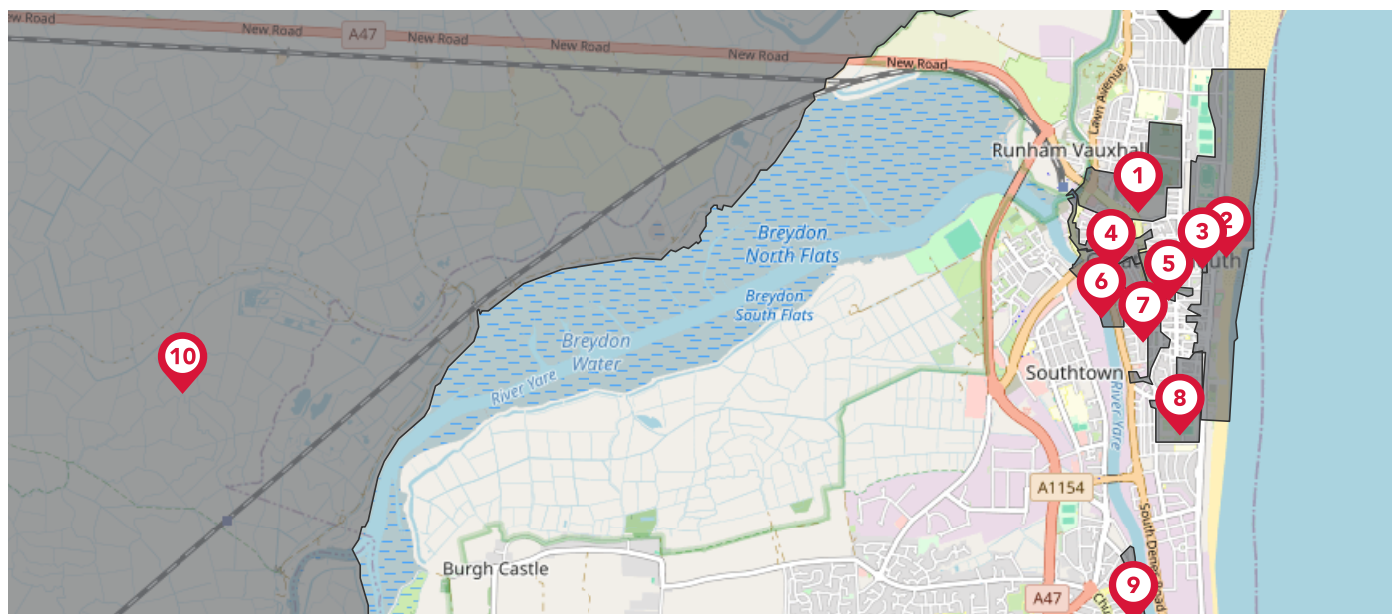 ew Road
New Road
A47
New Road
New Road
New Road
New Road
Lawn Avenue
Runham Vauxhall
1
2
3
4
5
6
7
Breydon
North Flats
Breydon
South Flats
Breydon
Water
River Yare
10
Southtown
River Yare
8
A1154
South Denes Road
Burgh Castle
9
A47